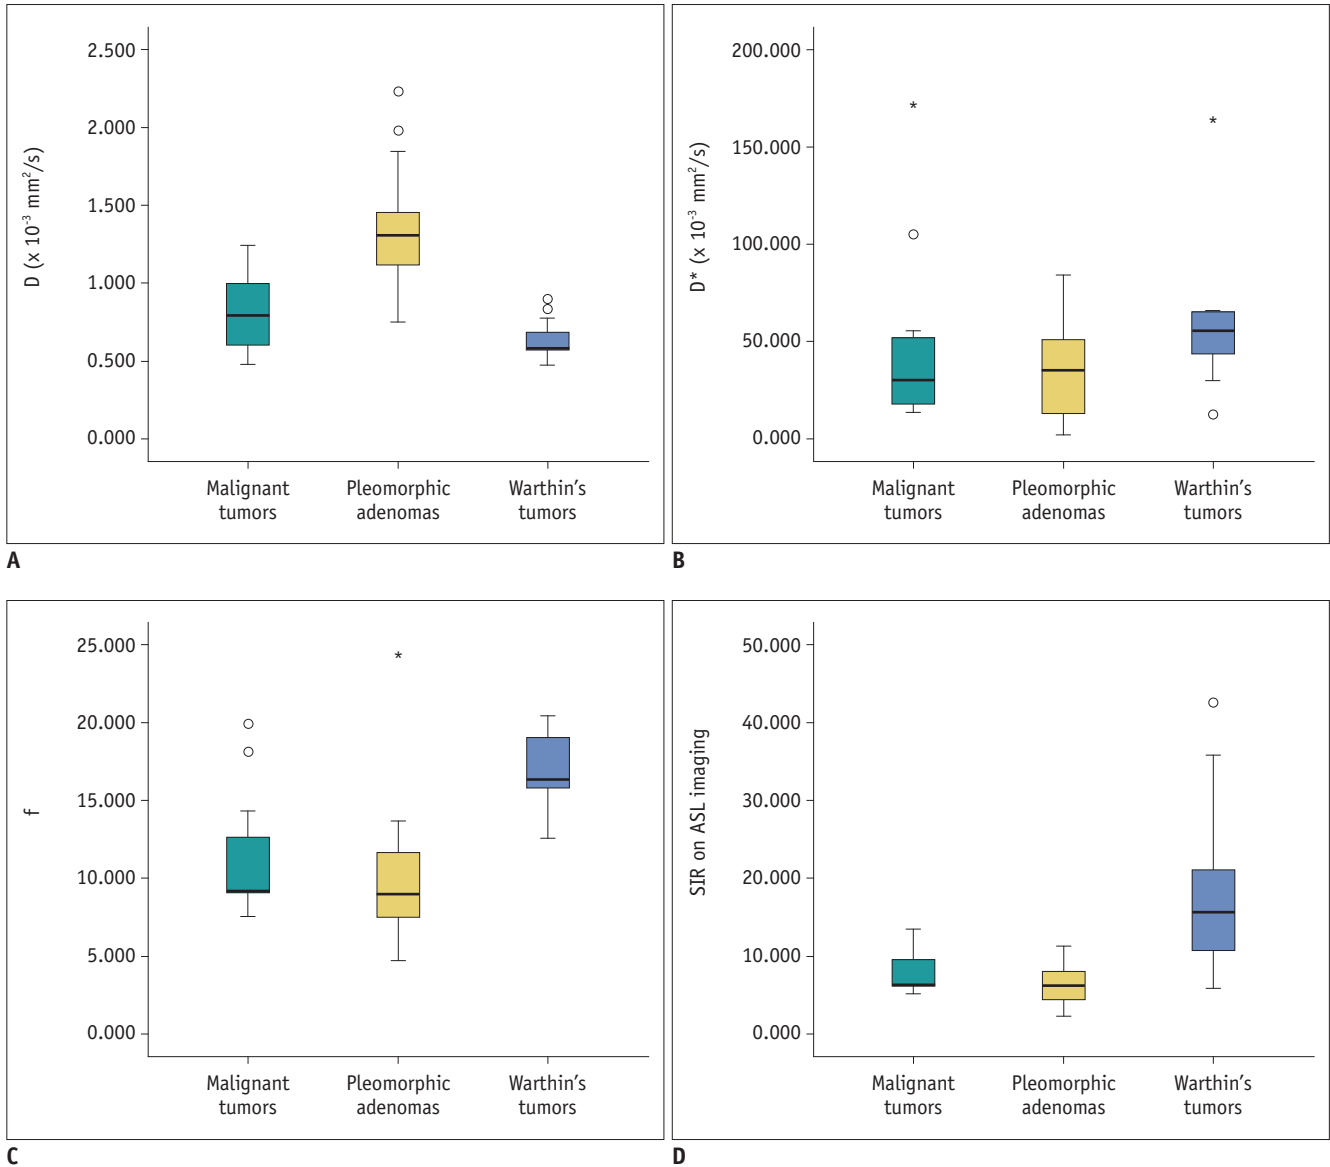 2.500
2.000
1.500
1.000
0.500
0.000
D (x 10⁻³ mm²/s)
Malignant tumors
Pleomorphic adenomas
Warthin's tumors
A
200.000
150.000
100.000
50.000
0.000
D* (x 10⁻³ mm²/s)
*
*
Malignant tumors
Pleomorphic adenomas
Warthin's tumors
B
25.000
20.000
15.000
10.000
5.000
0.000
f
*
Malignant tumors
Pleomorphic adenomas
Warthin's tumors
C
50.000
40.000
30.000
20.000
10.000
0.000
SIR on ASL imaging
Malignant tumors
Pleomorphic adenomas
Warthin's tumors
D